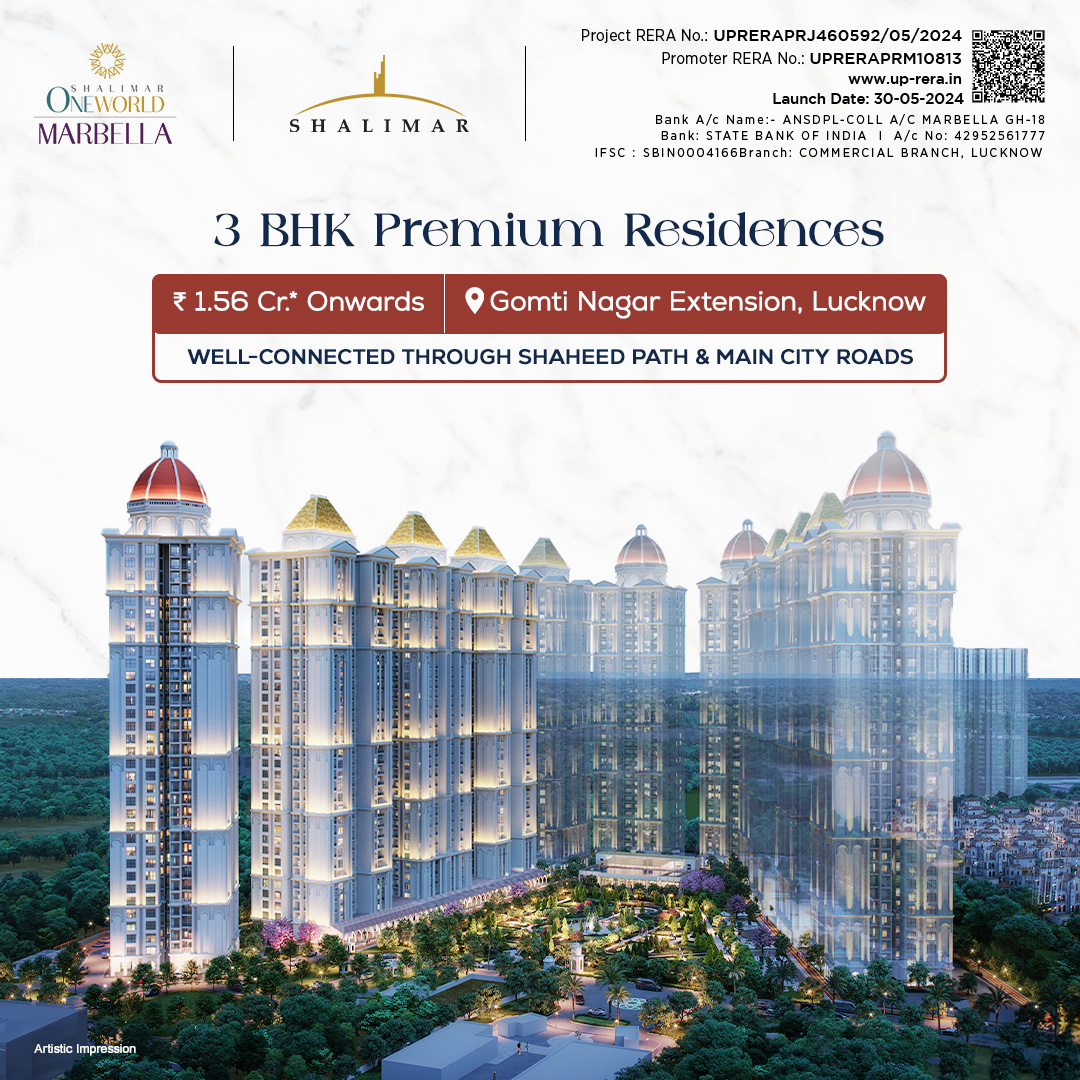 SHALIMAR
ONEWORLD
MARBELLA
SHALIMAR
Project RERA No.: UPRERAPRJ460592/05/2024
Promoter RERA No.: UPRERAPRM10813
www.up-rera.in
Launch Date: 30-05-2024
Bank A/c Name:- ANSDPL-COLL A/C MARBELLA GH-18
Bank: STATE BANK OF INDIA I A/c No: 42952561777
IFSC : SBIN0004166Branch: COMMERCIAL BRANCH, LUCKNOW
3 BHK Premium Residences
₹ 1.56 Cr.* Onwards
Gomti Nagar Extension, Lucknow
WELL-CONNECTED THROUGH SHAHEED PATH & MAIN CITY ROADS
Artistic Impression